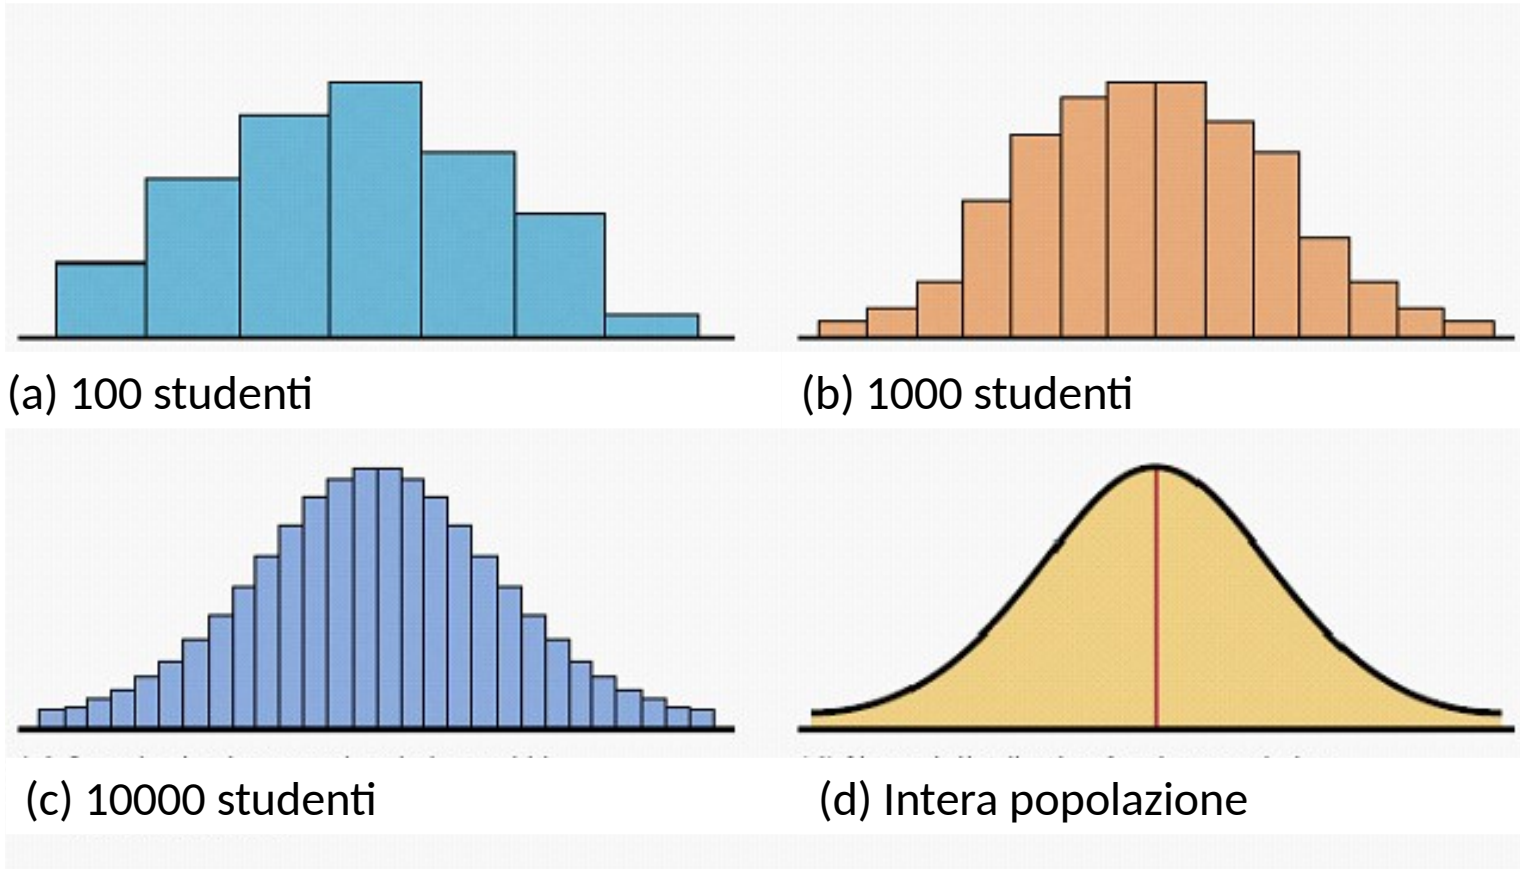 (a) 100 studenti
(b) 1000 studenti
(c) 10000 studenti
(d) Intera popolazione